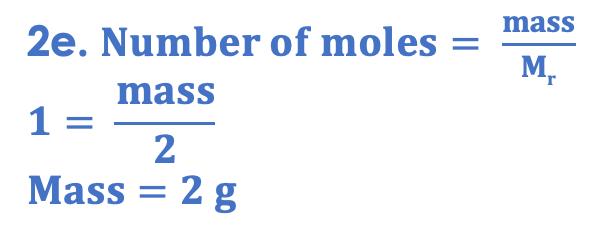 2e. Number of moles = mass/Mᵣ
1 = mass/2
Mass = 2 g